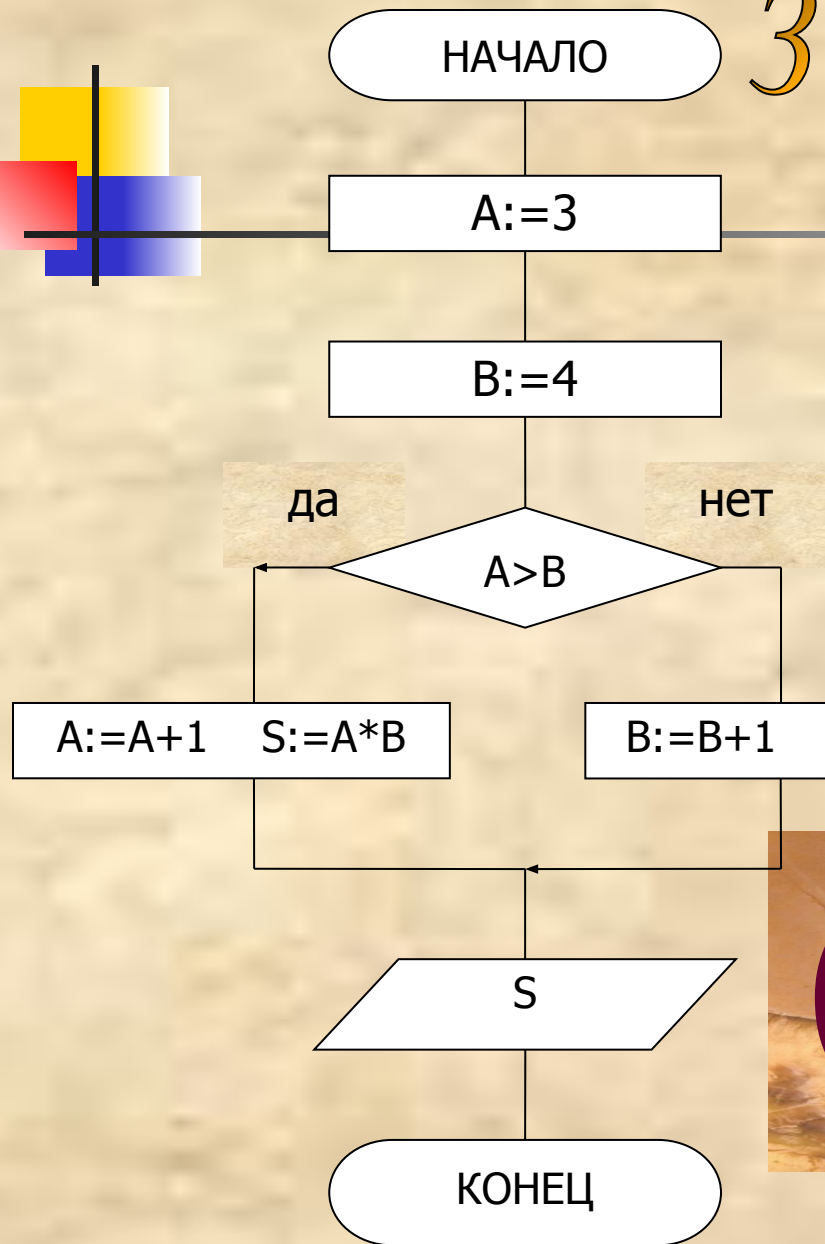 3
НАЧАЛО
A:=3
B:=4
да нет
A>B
A:=A+1 S:=A*B B:=B+1
S
КОНЕЦ